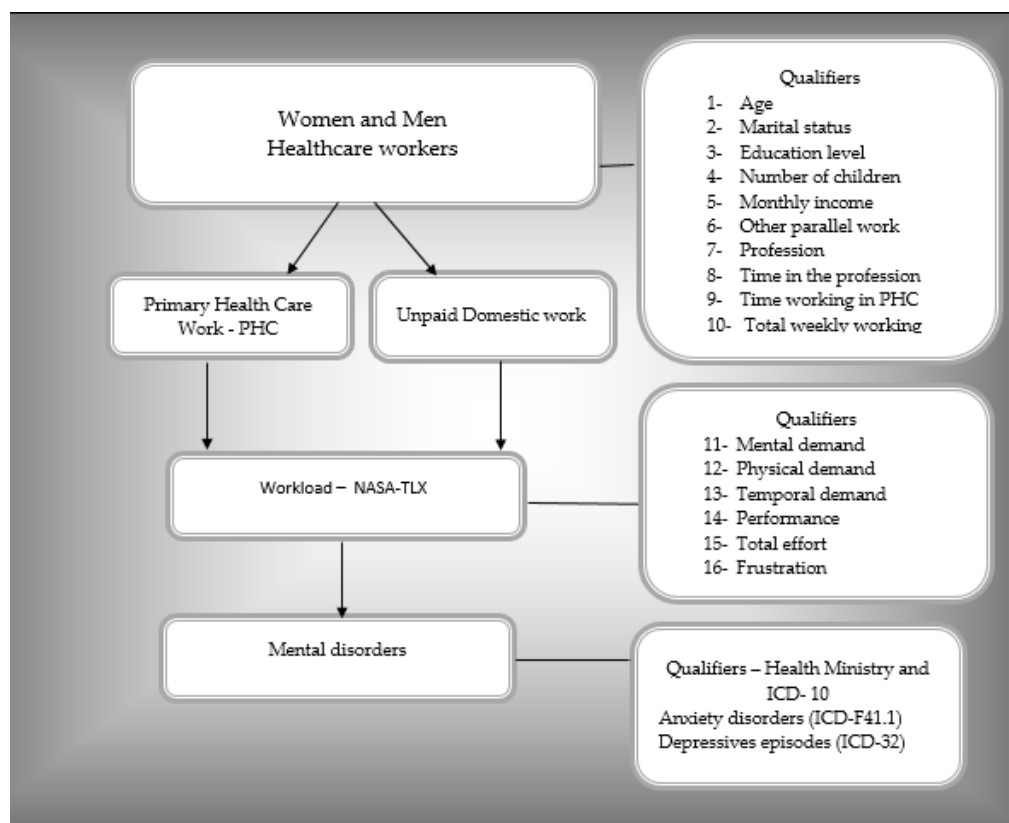 Women and Men
Healthcare workers
Qualifiers
1- Age
2- Marital status
3- Education level
4- Number of children
5- Monthly income
6- Other parallel work
7- Profession
8- Time in the profession
9- Time working in PHC
10- Total weekly working
Primary Health Care
Work - PHC
Unpaid Domestic work
Workload – NASA-TLX
Qualifiers
11- Mental demand
12- Physical demand
13- Temporal demand
14- Performance
15- Total effort
16- Frustration
Mental disorders
Qualifiers – Health Ministry and
ICD- 10
Anxiety disorders (ICD-F41.1)
Depressives episodes (ICD-32)